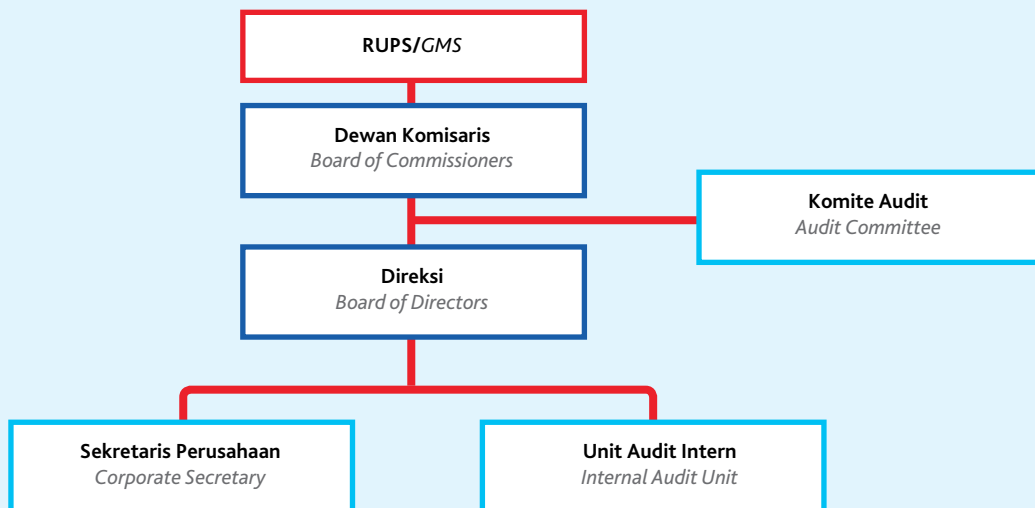 RUPS/GMS
Dewan Komisaris
Board of Commissioners
Komite Audit
Audit Committee
Direksi
Board of Directors
Sekretaris Perusahaan
Corporate Secretary
Unit Audit Intern
Internal Audit Unit